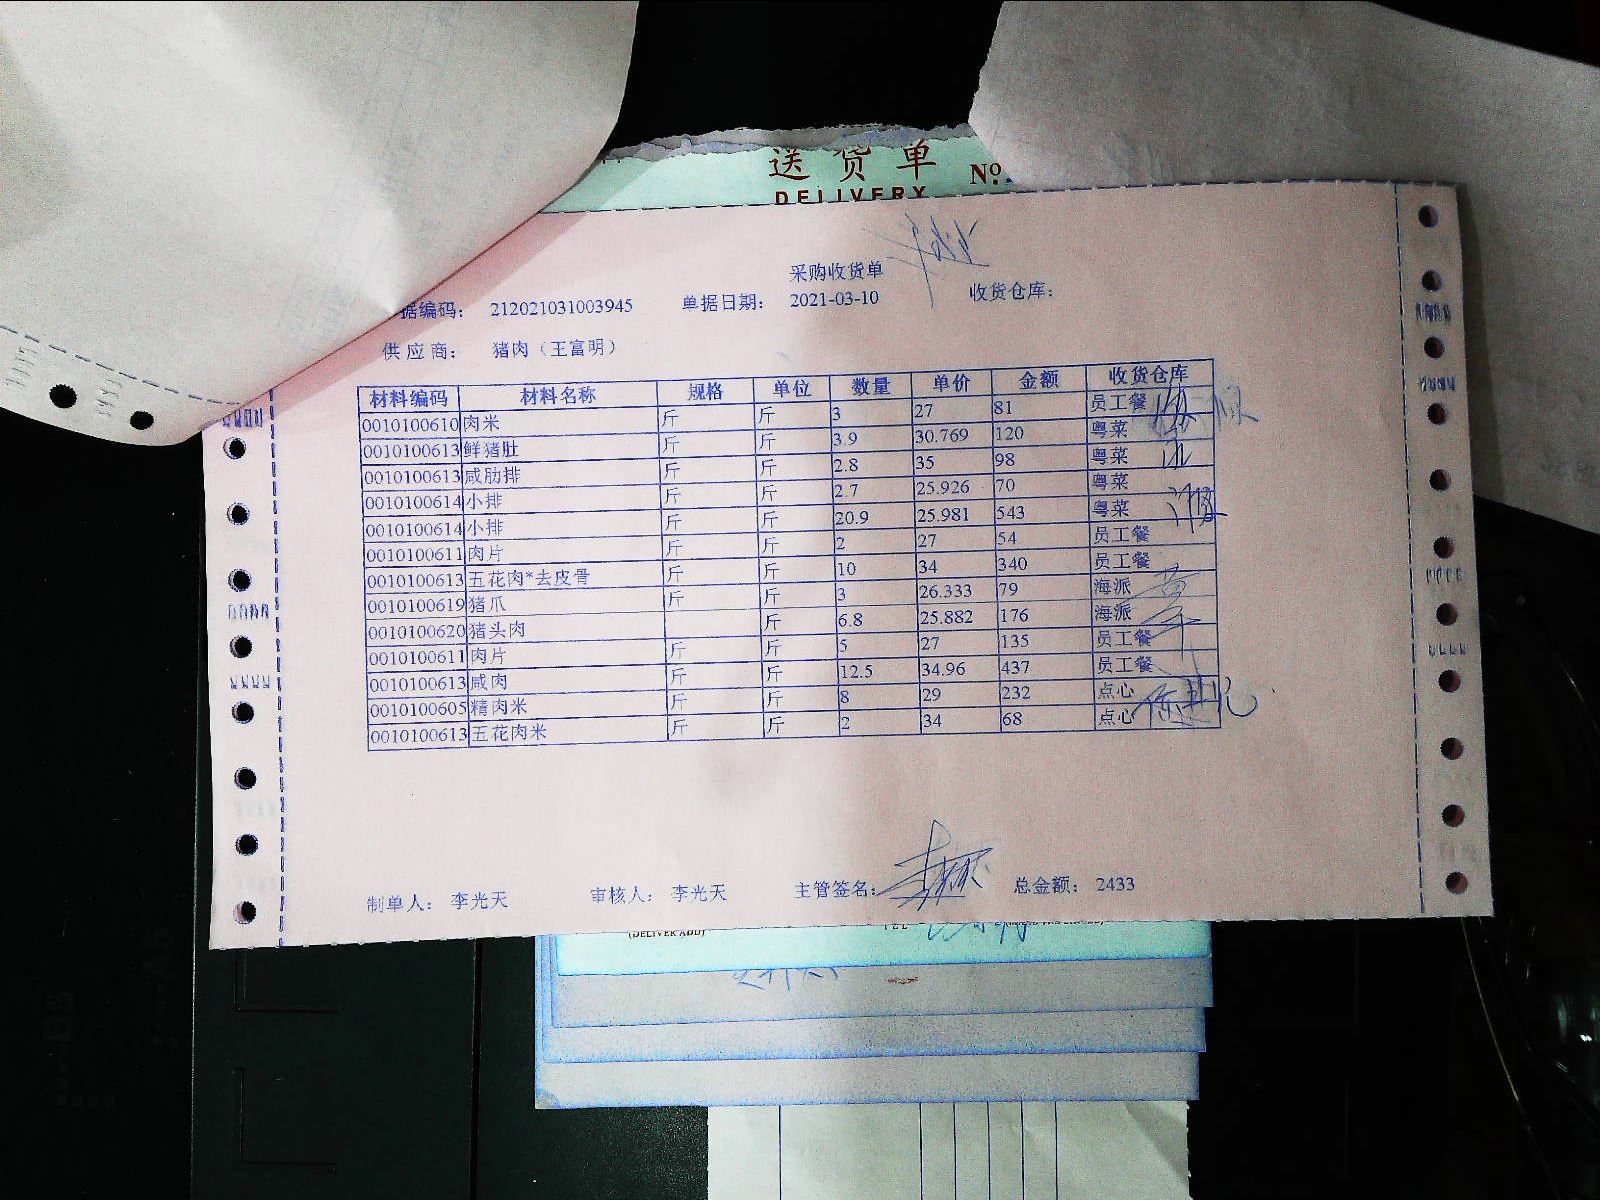 送货单
DELIVERY No.
采购收货单
据编码： 212021031003945 单据日期： 2021-03-10 收货仓库：
供应商： 猪肉（王富明）
材料编码 材料名称 规格 单位 数量 单价 金额 收货仓库
0010100610 肉米 斤 斤 3 27 81 员工餐
0010100613 鲜猪肚 斤 斤 3.9 30.769 120 粤菜
0010100613 咸肋排 斤 斤 2.8 35 98 粤菜
0010100614 小排 斤 斤 2.7 25.926 70 粤菜
0010100614 小排 斤 斤 20.9 25.981 543 粤菜
0010100611 肉片 斤 斤 2 27 54 员工餐
0010100613 五花肉*去皮骨 斤 斤 10 34 340 员工餐
0010100619 猪爪 斤 斤 3 26.333 79 海派
0010100620 猪头肉 斤 6.8 25.882 176 海派
0010100611 肉片 斤 斤 5 27 135 员工餐
0010100613 咸肉 斤 斤 12.5 34.96 437 员工餐
0010100605 精肉米 斤 斤 8 29 232 点心
0010100613 五花肉米 斤 斤 2 34 68 点心
制单人： 李光天 审核人： 李光天 主管签名： 总金额： 2433
(DELIVER ADD) TEL